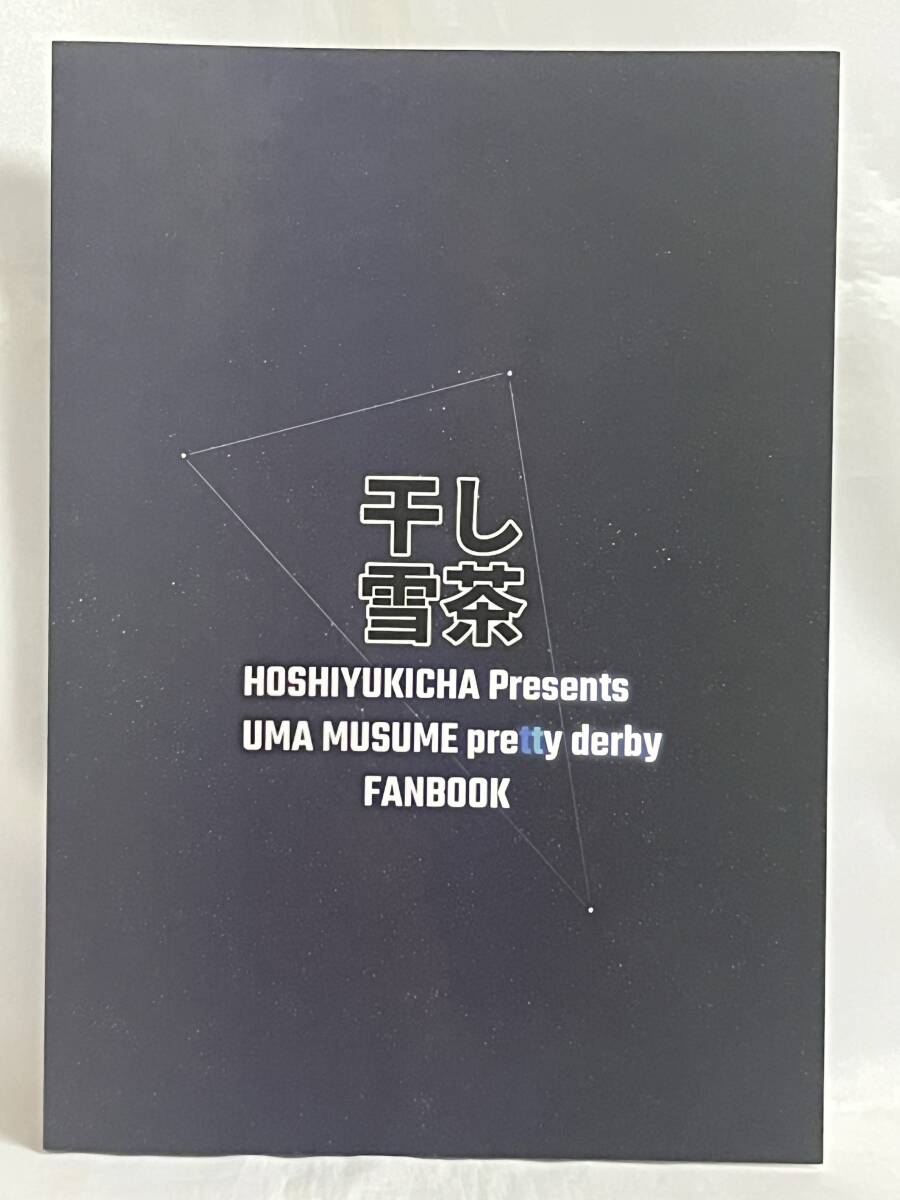 干し
雪茶
HOSHIYUKICHA Presents
UMA MUSUME pretty derby
FANBOOK